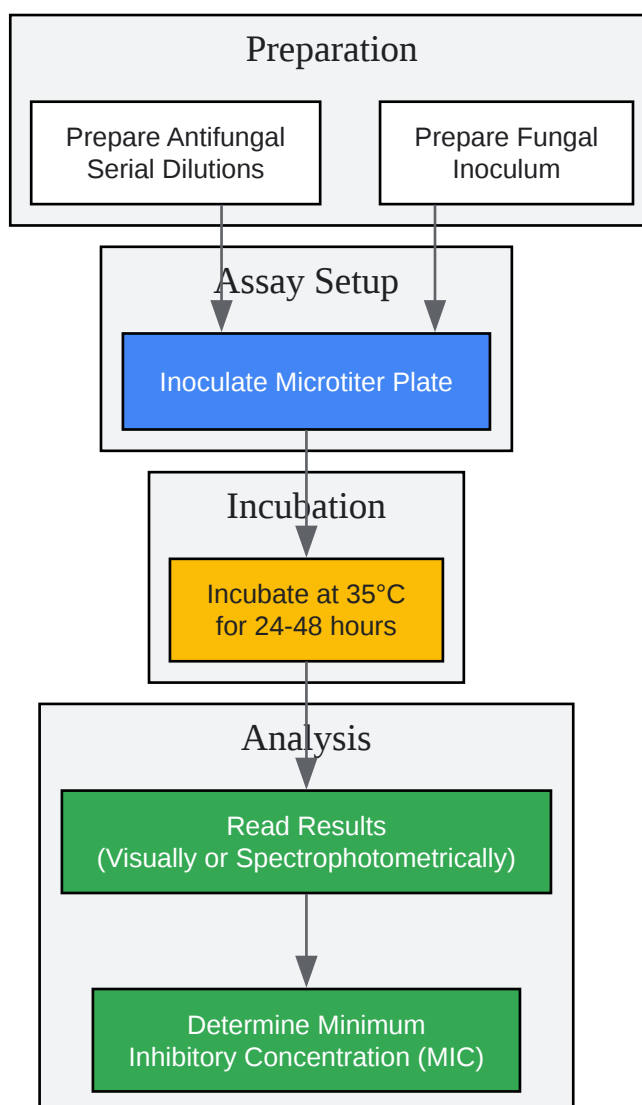 Preparation
Prepare Antifungal
Serial Dilutions
Prepare Fungal
Inoculum
Assay Setup
Inoculate Microtiter Plate
Incubation
Incubate at 35°C
for 24-48 hours
Analysis
Read Results
(Visually or Spectrophotometrically)
Determine Minimum
Inhibitory Concentration (MIC)